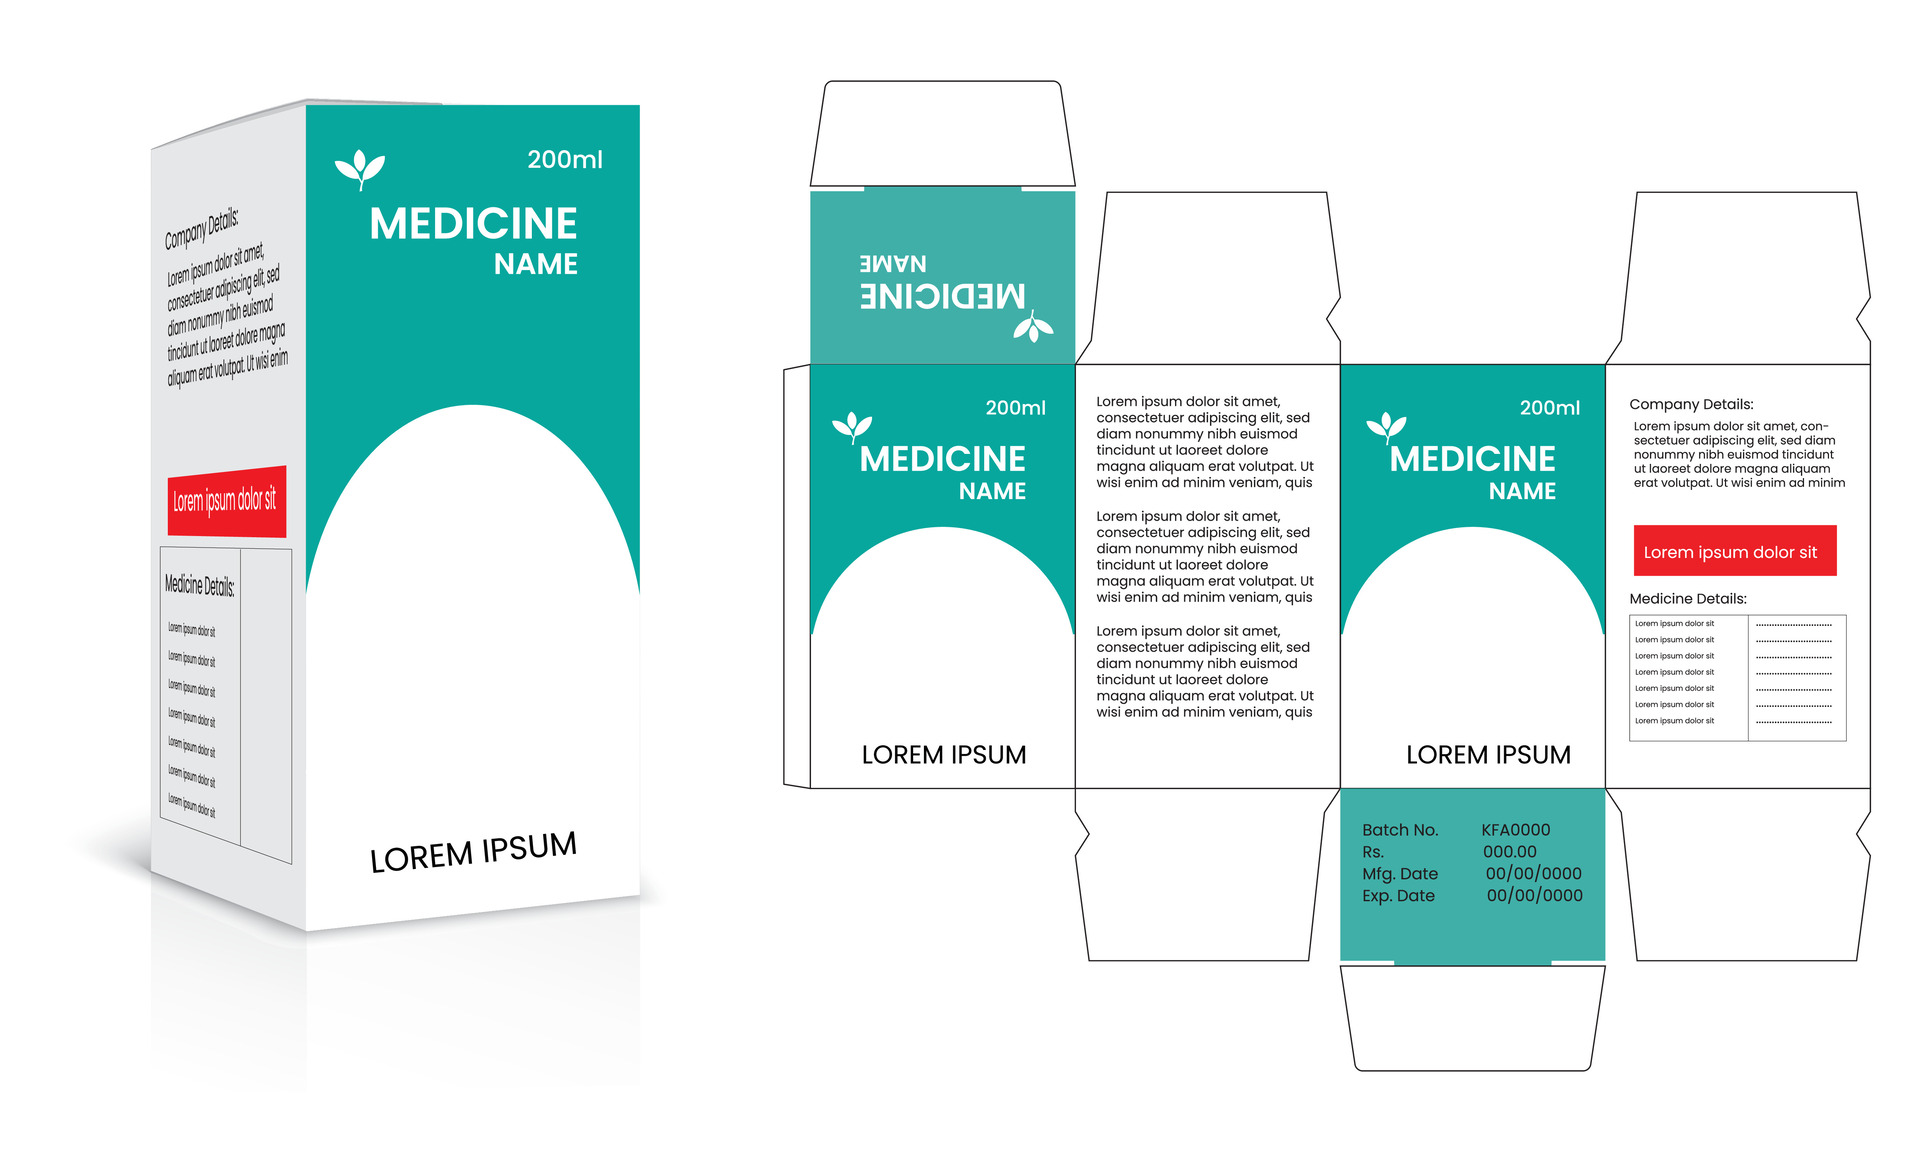 Company Details:
Lorem ipsum dolor sit amet,
consectetuer adipiscing elit, sed
diam nonummy nibh euismod
tincidunt ut laoreet dolore magna
aliquam erat volutpat. Ut wisi enim
Lorem ipsum dolor sit
Medicine Details:
Lorem ipsum dolor sit
Lorem ipsum dolor sit
Lorem ipsum dolor sit
Lorem ipsum dolor sit
Lorem ipsum dolor sit
Lorem ipsum dolor sit
Lorem ipsum dolor sit
200ml
MEDICINE
NAME
LOREM IPSUM
MEDICINE
NAME
200ml
MEDICINE
NAME
LOREM IPSUM
Lorem ipsum dolor sit amet,
consectetuer adipiscing elit, sed
diam nonummy nibh euismod
tincidunt ut laoreet dolore
magna aliquam erat volutpat. Ut
wisi enim ad minim veniam, quis
Lorem ipsum dolor sit amet,
consectetuer adipiscing elit, sed
diam nonummy nibh euismod
tincidunt ut laoreet dolore
magna aliquam erat volutpat. Ut
wisi enim ad minim veniam, quis
Lorem ipsum dolor sit amet,
consectetuer adipiscing elit, sed
diam nonummy nibh euismod
tincidunt ut laoreet dolore
magna aliquam erat volutpat. Ut
wisi enim ad minim veniam, quis
200ml
MEDICINE
NAME
LOREM IPSUM
Batch No. KFA0000
Rs. 000.00
Mfg. Date 00/00/0000
Exp. Date 00/00/0000
Company Details:
Lorem ipsum dolor sit amet, con-
sectetuer adipiscing elit, sed diam
nonummy nibh euismod tincidunt
ut laoreet dolore magna aliquam
erat volutpat. Ut wisi enim ad minim
Lorem ipsum dolor sit
Medicine Details:
Lorem ipsum dolor sit ............................
Lorem ipsum dolor sit ............................
Lorem ipsum dolor sit ............................
Lorem ipsum dolor sit ............................
Lorem ipsum dolor sit ............................
Lorem ipsum dolor sit ............................
Lorem ipsum dolor sit ............................